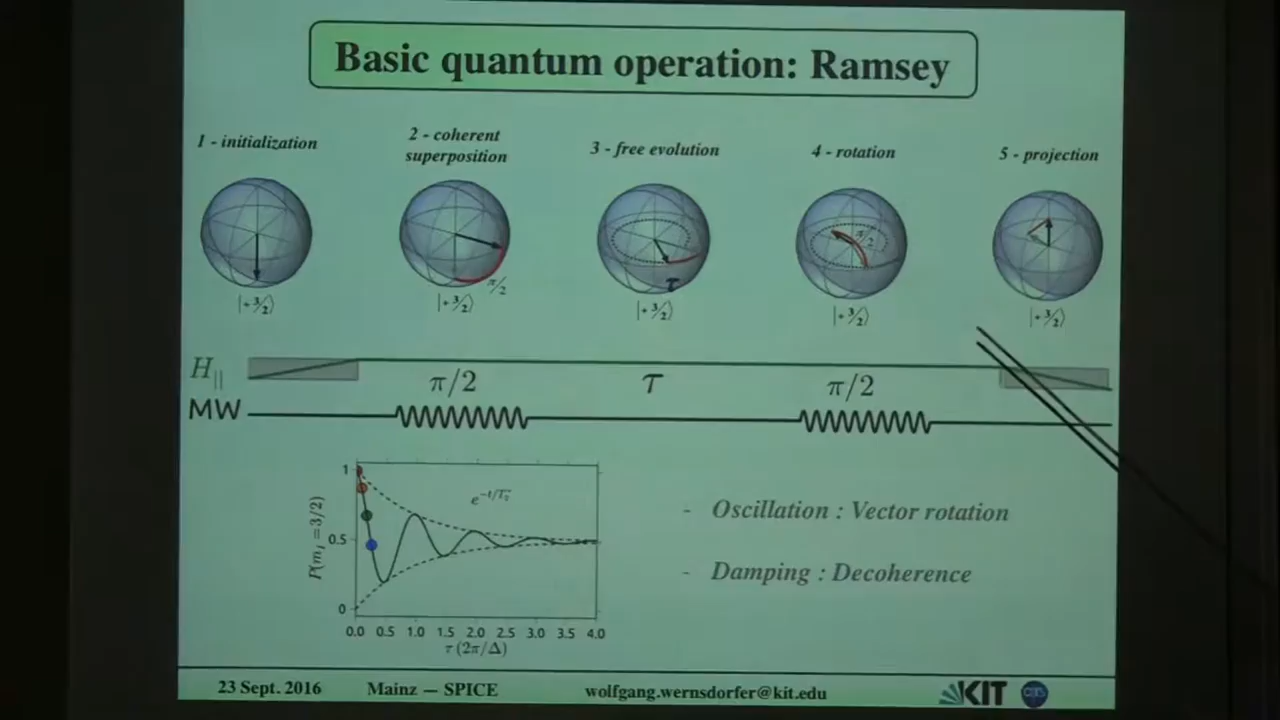 Basic quantum operation: Ramsey
1 - initialization
2 - coherent
superposition
3 - free evolution
4 - rotation
5 - projection
π/2
τ
π/2
|+3/2⟩
|+3/2⟩
|+3/2⟩
|+3/2⟩
|+3/2⟩
H||
π/2
τ
π/2
MW
1
0.5
0
P(m_I = 3/2)
e^{-t/T_2^*}
0.0 0.5 1.0 1.5 2.0 2.5 3.0 3.5 4.0
τ (2π/Δ)
- Oscillation : Vector rotation
- Damping : Decoherence
23 Sept. 2016 Mainz — SPICE wolfgang.wernsdorfer@kit.edu
KIT